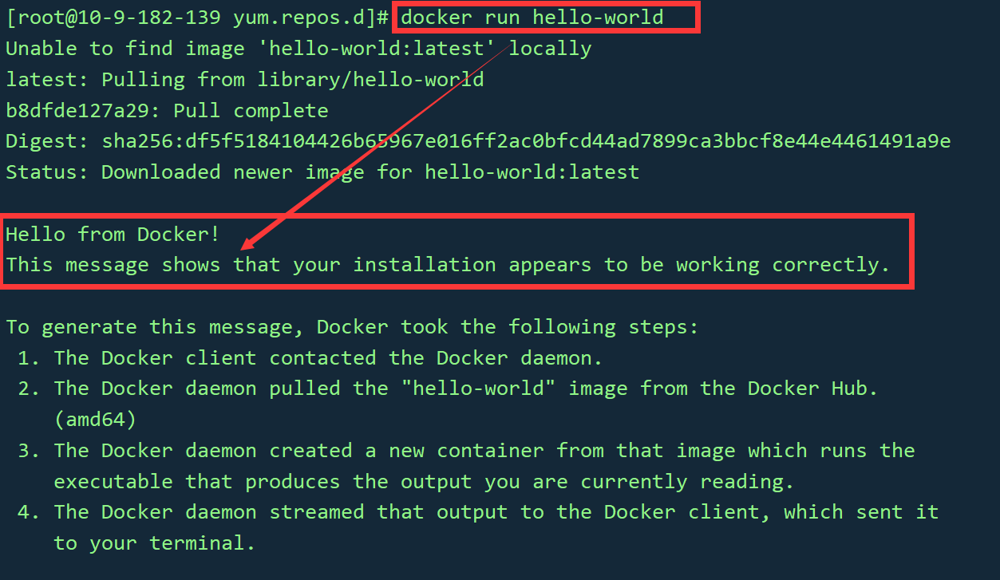 [root@10-9-182-139 yum.repos.d]# docker run hello-world
Unable to find image 'hello-world:latest' locally
latest: Pulling from library/hello-world
b8dfde127a29: Pull complete
Digest: sha256:df5f5184104426b65967e016ff2ac0bfcd44ad7899ca3bbcf8e44e4461491a9e
Status: Downloaded newer image for hello-world:latest
Hello from Docker!
This message shows that your installation appears to be working correctly.
To generate this message, Docker took the following steps:
1. The Docker client contacted the Docker daemon.
2. The Docker daemon pulled the "hello-world" image from the Docker Hub.
(amd64)
3. The Docker daemon created a new container from that image which runs the
executable that produces the output you are currently reading.
4. The Docker daemon streamed that output to the Docker client, which sent it
to your terminal.